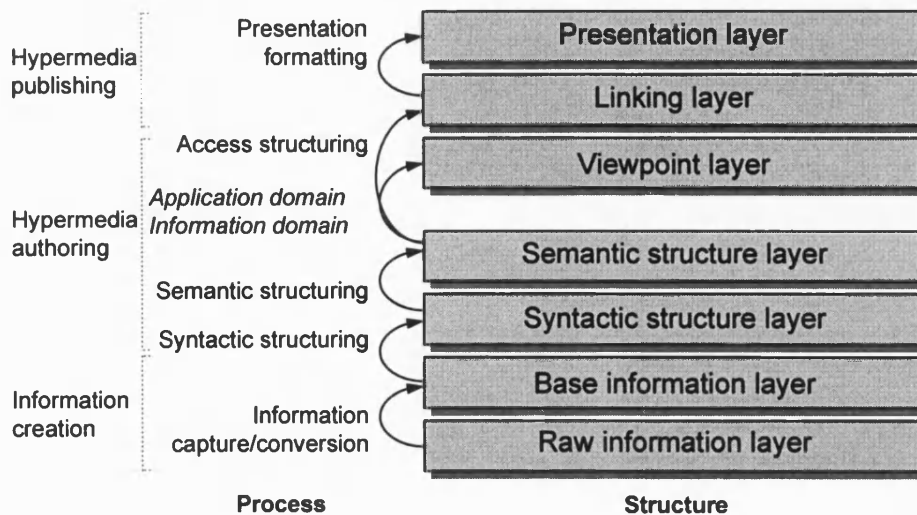 Hypermedia
publishing
Hypermedia
authoring
Information
creation
Presentation
formatting
Access structuring
Application domain
Information domain
Semantic structuring
Syntactic structuring
Information
capture/conversion
Process
Presentation layer
Linking layer
Viewpoint layer
Semantic structure layer
Syntactic structure layer
Base information layer
Raw information layer
Structure